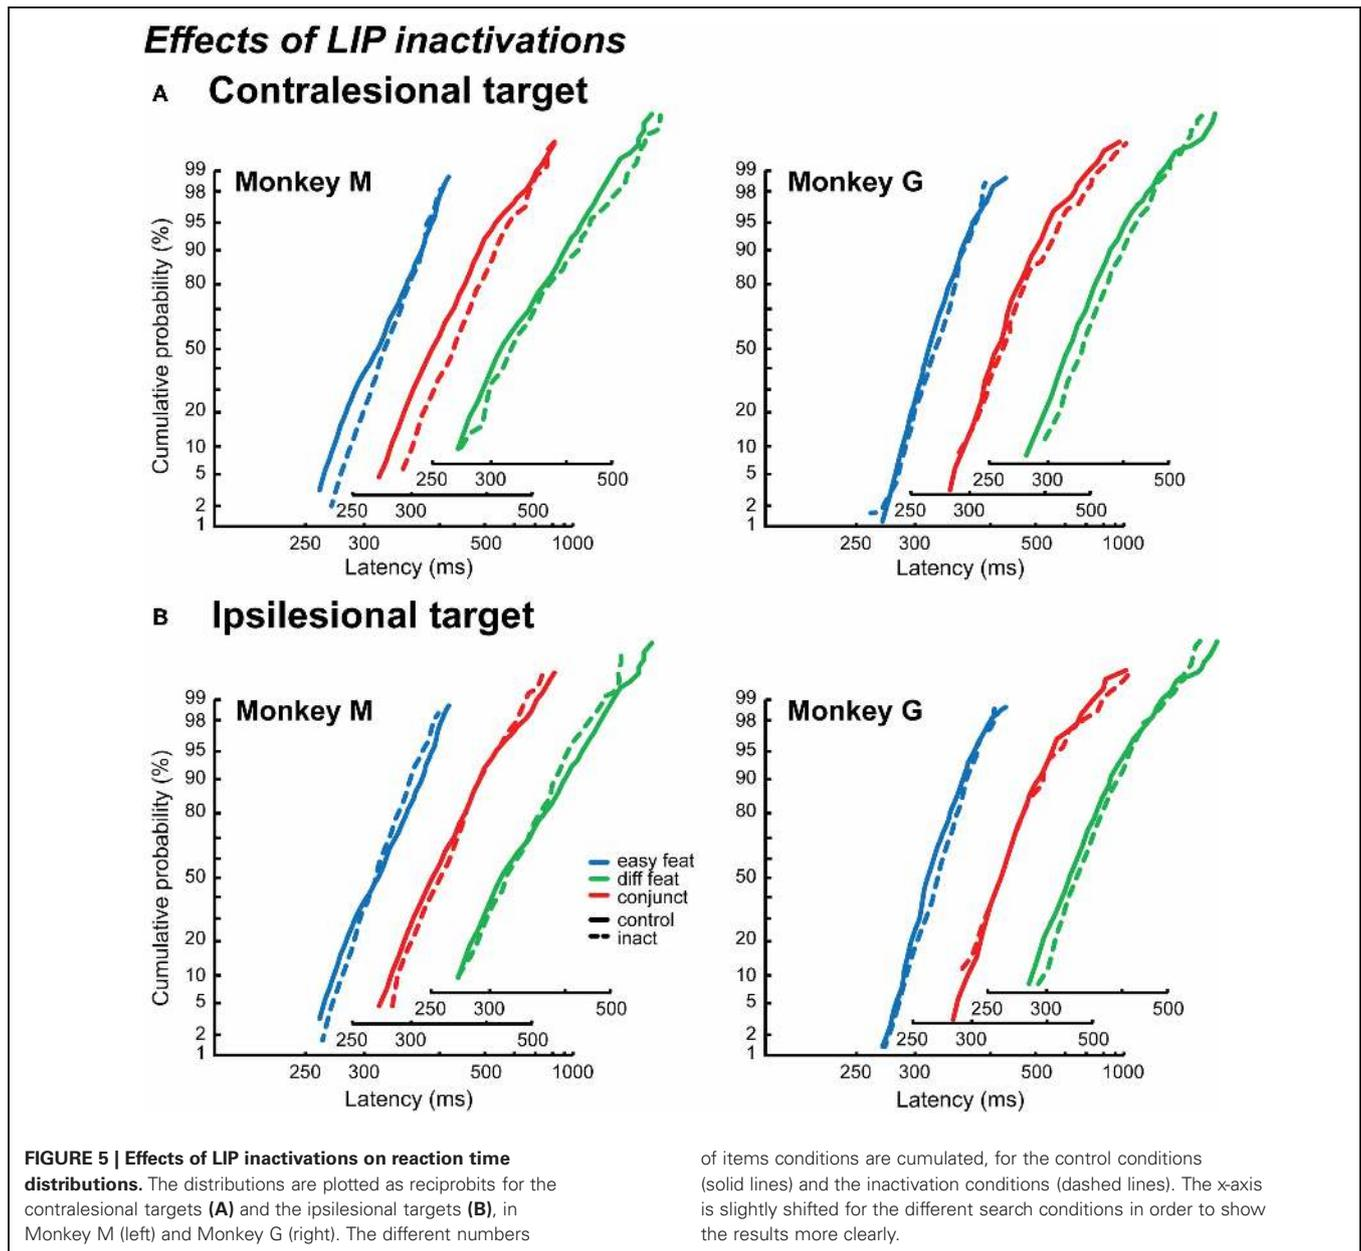 Effects of LIP inactivations
A Contralesional target
Monkey M
Cumulative probability (%)
99
98
95
90
80
50
20
10
5
2
1
250 300 500
250 300 500
250 300 500 1000
Latency (ms)
Monkey G
99
98
95
90
80
50
20
10
5
2
1
250 300 500
250 300 500
250 300 500 1000
Latency (ms)
B Ipsilesional target
Monkey M
Cumulative probability (%)
99
98
95
90
80
50
20
10
5
2
1
easy feat
diff feat
conjunct
control
inact
250 300 500
250 300 500
250 300 500 1000
Latency (ms)
Monkey G
99
98
95
90
80
50
20
10
5
2
1
250 300 500
250 300 500
250 300 500 1000
Latency (ms)
FIGURE 5 | Effects of LIP inactivations on reaction time
distributions. The distributions are plotted as reciprobits for the
contralesional targets (A) and the ipsilesional targets (B), in
Monkey M (left) and Monkey G (right). The different numbers
of items conditions are cumulated, for the control conditions
(solid lines) and the inactivation conditions (dashed lines). The x-axis
is slightly shifted for the different search conditions in order to show
the results more clearly.